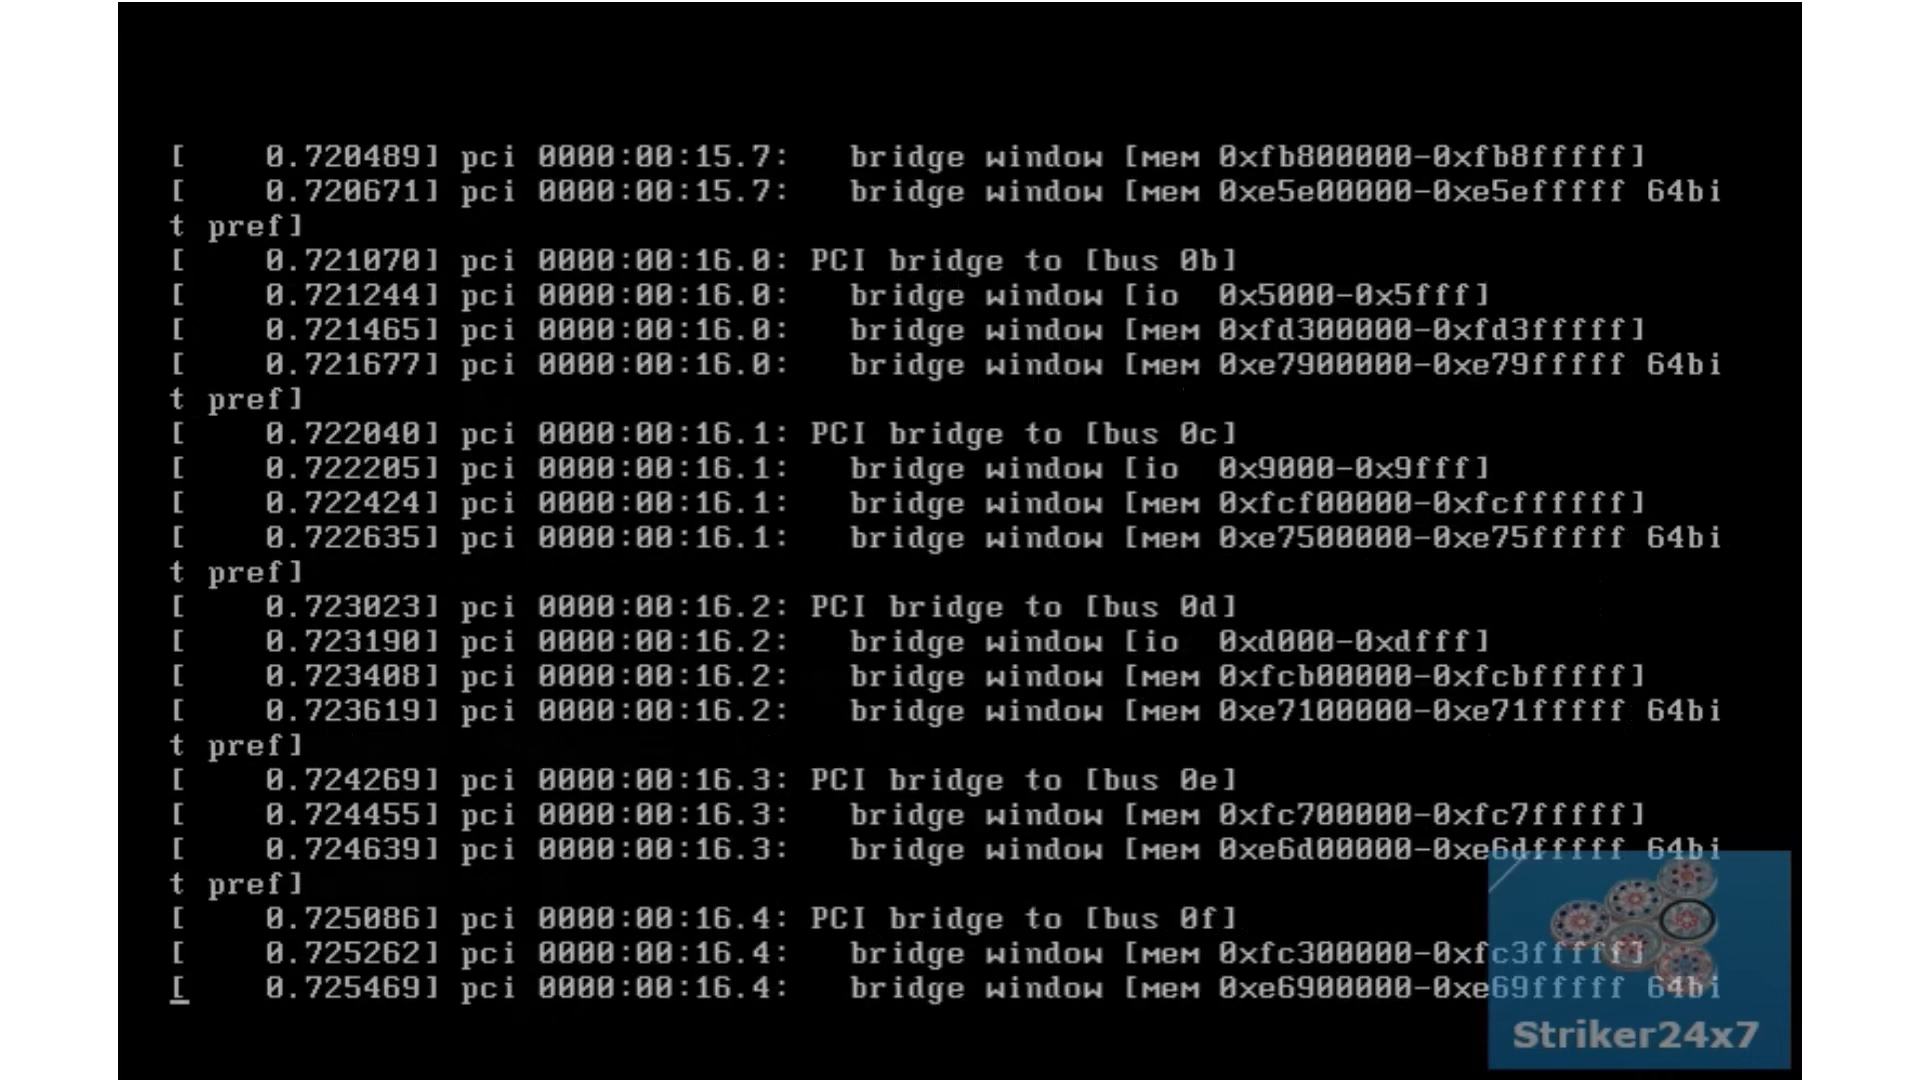 [    0.720489] pci 0000:00:15.7:   bridge window [mem 0xfb800000-0xfb8fffff]
[    0.720671] pci 0000:00:15.7:   bridge window [mem 0xe5e00000-0xe5efffff 64bi
t pref]
[    0.721070] pci 0000:00:16.0: PCI bridge to [bus 0b]
[    0.721244] pci 0000:00:16.0:   bridge window [io  0x5000-0x5fff]
[    0.721465] pci 0000:00:16.0:   bridge window [mem 0xfd300000-0xfd3fffff]
[    0.721677] pci 0000:00:16.0:   bridge window [mem 0xe7900000-0xe79fffff 64bi
t pref]
[    0.722040] pci 0000:00:16.1: PCI bridge to [bus 0c]
[    0.722205] pci 0000:00:16.1:   bridge window [io  0x9000-0x9fff]
[    0.722424] pci 0000:00:16.1:   bridge window [mem 0xfcf00000-0xfcffffff]
[    0.722635] pci 0000:00:16.1:   bridge window [mem 0xe7500000-0xe75fffff 64bi
t pref]
[    0.723023] pci 0000:00:16.2: PCI bridge to [bus 0d]
[    0.723190] pci 0000:00:16.2:   bridge window [io  0xd000-0xdfff]
[    0.723408] pci 0000:00:16.2:   bridge window [mem 0xfcb00000-0xfcbfffff]
[    0.723619] pci 0000:00:16.2:   bridge window [mem 0xe7100000-0xe71fffff 64bi
t pref]
[    0.724269] pci 0000:00:16.3: PCI bridge to [bus 0e]
[    0.724455] pci 0000:00:16.3:   bridge window [mem 0xfc700000-0xfc7fffff]
[    0.724639] pci 0000:00:16.3:   bridge window [mem 0xe6d00000-0xe6dfffff 64bi
t pref]
[    0.725086] pci 0000:00:16.4: PCI bridge to [bus 0f]
[    0.725262] pci 0000:00:16.4:   bridge window [mem 0xfc300000-0xfc3fffff]
[    0.725469] pci 0000:00:16.4:   bridge window [mem 0xe6900000-0xe69fffff 64bi
Striker24x7